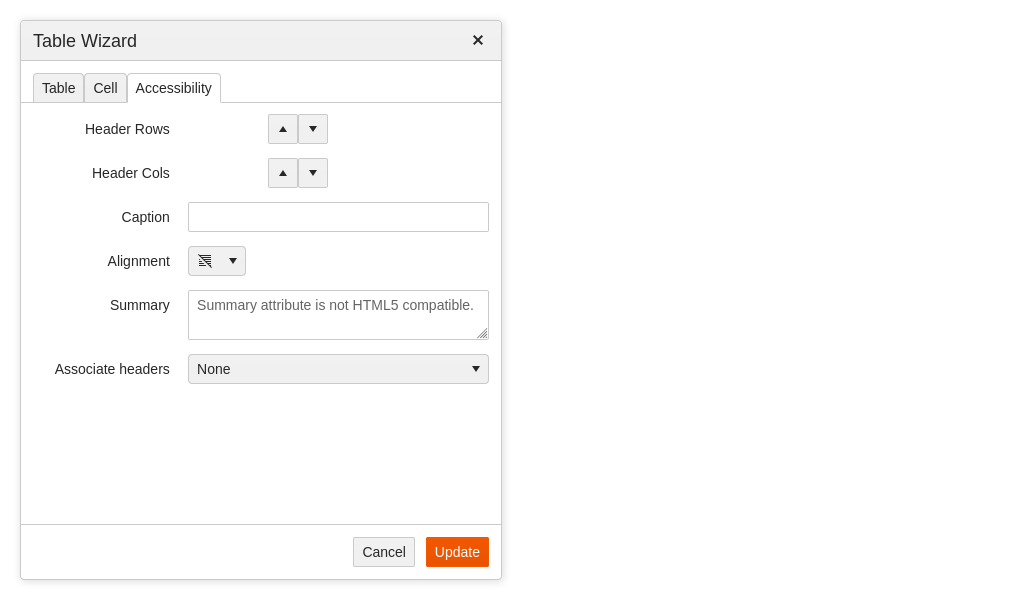 Table Wizard
Table
Cell
Accessibility
Header Rows
Header Cols
Caption
Alignment
Summary
Summary attribute is not HTML5 compatible.
Associate headers
None
Cancel
Update